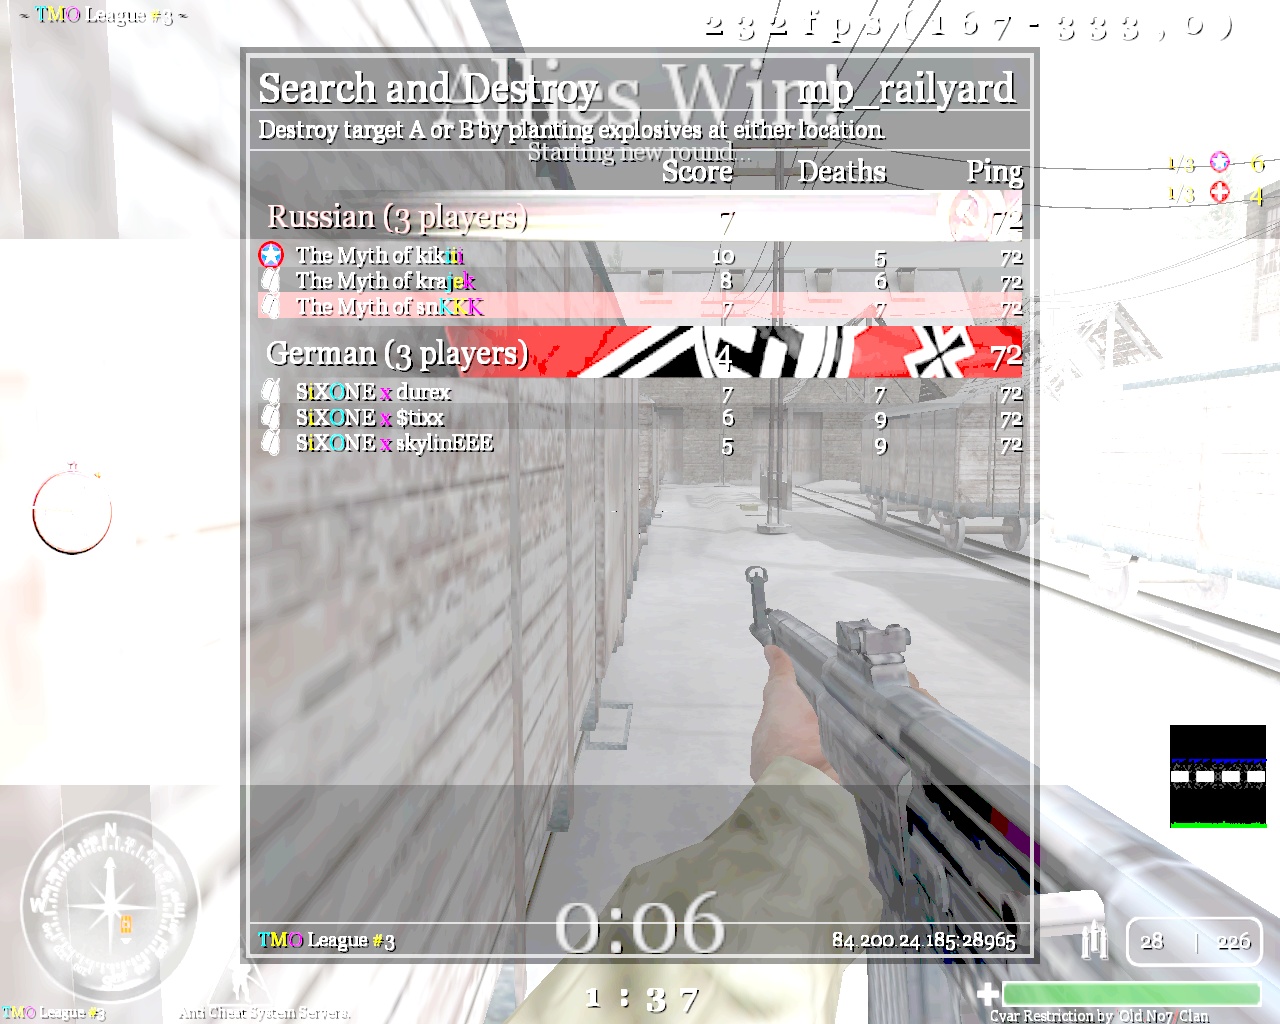 ~ TMO League #3 ~
232fps(167-333,0)
Allies Win!
Search and Destroy mp_railyard
Destroy target A or B by planting explosives at either location.
Starting new round...
Score Deaths Ping
1/3 6
1/3 4
Russian (3 players) 7 72
The Myth of kikiii 10 5 72
The Myth of krajek 8 6 72
The Myth of snKKK 7 7 72
German (3 players) 4 72
SiXONE x durex 7 7 72
SiXONE x $tixx 6 9 72
SiXONE x skylinEEE 5 9 72
N
W
0:06
TMO League #3 84.200.24.185:28965
28 | 226
1:37
TMO League #3 Anti Cheat System Servers. Cvar Restriction by Old No7 Clan